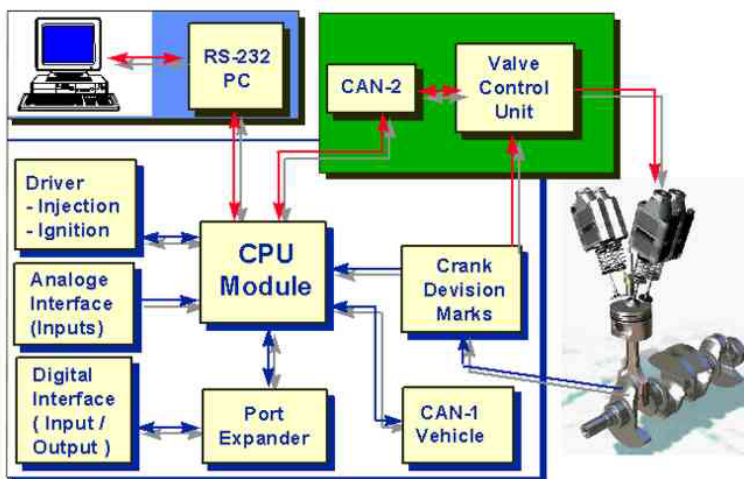 RS-232
PC
CAN-2
Valve
Control
Unit
Driver
- Injection
- Ignition
CPU
Module
Crank
Devision
Marks
Analoge
Interface
(Inputs)
Digital
Interface
( Input /
Output )
Port
Expander
CAN-1
Vehicle